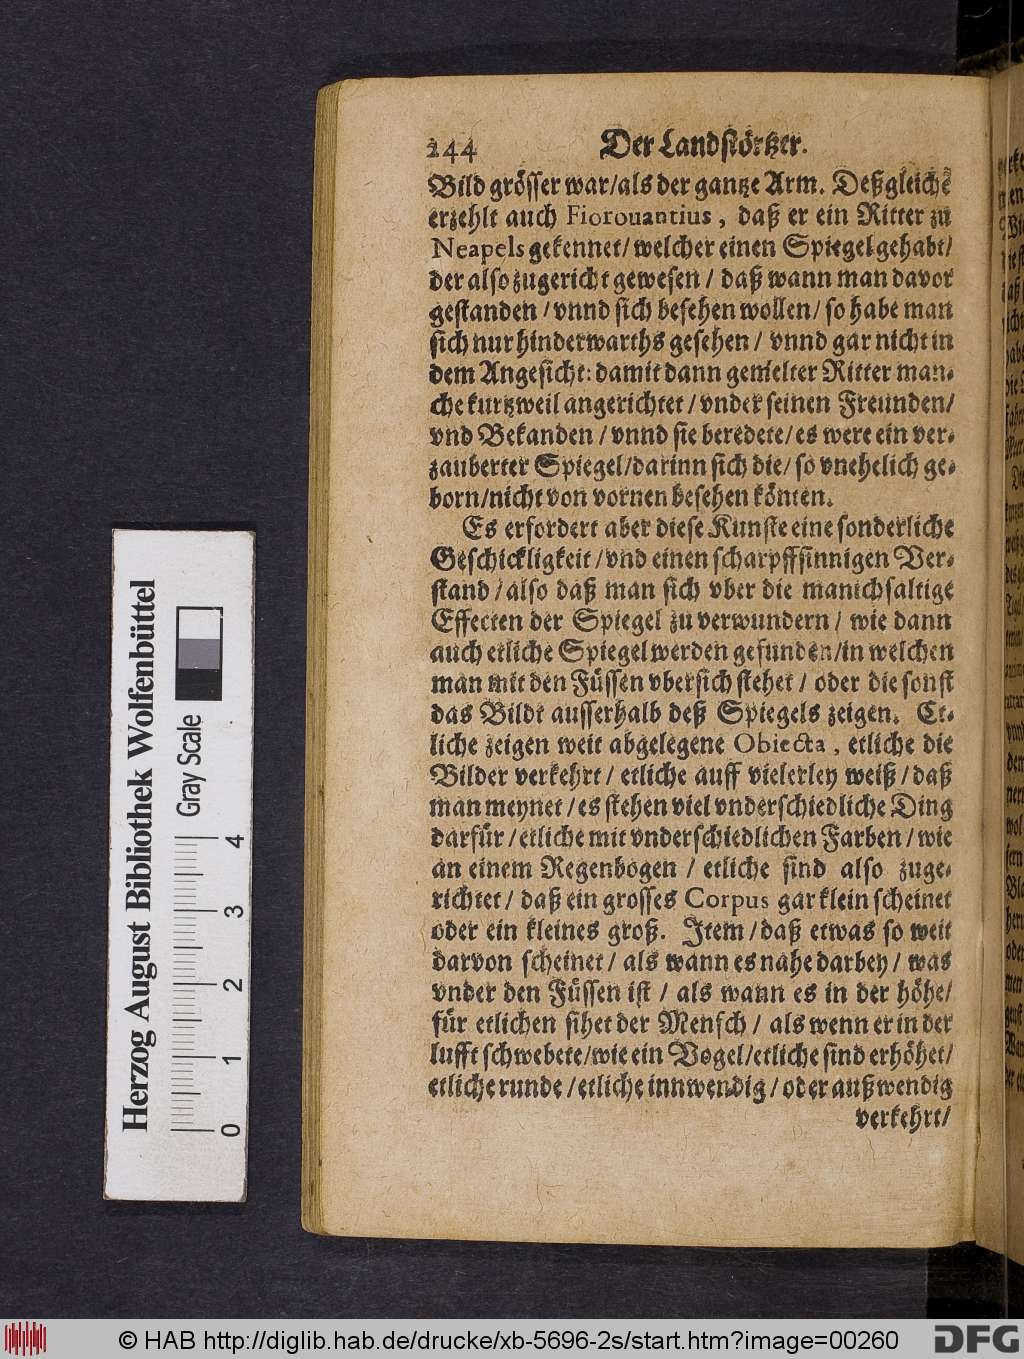 244 Der Landstörtzer.
Bild grösser war/als der gantze Arm. Deßgleichẽ
erzehlt auch Fiorouantius, daß er ein Ritter zu
Neapels gekennet/welcher einen Spiegel gehabt/
der also zugericht gewesen/ daß wann man davor
gestanden/vnnd sich besehen wollen/so habe man
sich nur hinderwarths gesehen/ vnnd gar nicht in
dem Angesicht: damit dann gemelter Ritter man-
che kurtzweil angerichtet/vnder seinen Freunden/
vnd Bekanden/vnnd sie beredete/es were ein ver-
zauberter Spiegel/darinn sich die/so vnehelich ge-
born/nicht von vornen besehen könten.
Es erfordert aber diese Kunste eine sonderliche
Geschickligkeit/vnd einen scharpffsinnigen Ver-
stand/also daß man sich vber die manichfaltige
Effecten der Spiegel zu verwundern/ wie dann
auch etliche Spiegel werden gefunden/in welchen
man mit den Füssen vbersich stehet/ oder die sonst
das Bildt ausserhalb deß Spiegels zeigen. Et-
liche zeigen weit abgelegene Obiecta, etliche die
Bilder verkehrt/ etliche auff vielerley weiß/daß
man meynet/es stehen viel vnderschiedliche Ding
darfür/etliche mit vnderschiedlichen Farben/wie
an einem Regenbogen/ etliche sind also zuge-
richtet/ daß ein grosses Corpus gar klein scheinet
oder ein kleines groß. Item/daß etwas so weit
darvon scheinet/ als wann es nahe darbey/ was
vnder den Füssen ist/ als wann es in der höhe/
für etlichen sihet der Mensch/ als wenn er in der
lufft schwebete/wie ein Vogel/etliche sind erhöhet/
etliche runde/etliche innwendig/oder außwendig
verkehrt/
Herzog August Bibliothek Wolfenbüttel
Gray Scale
0 1 2 3 4
© HAB http://diglib.hab.de/drucke/xb-5696-2s/start.htm?image=00260
DFG